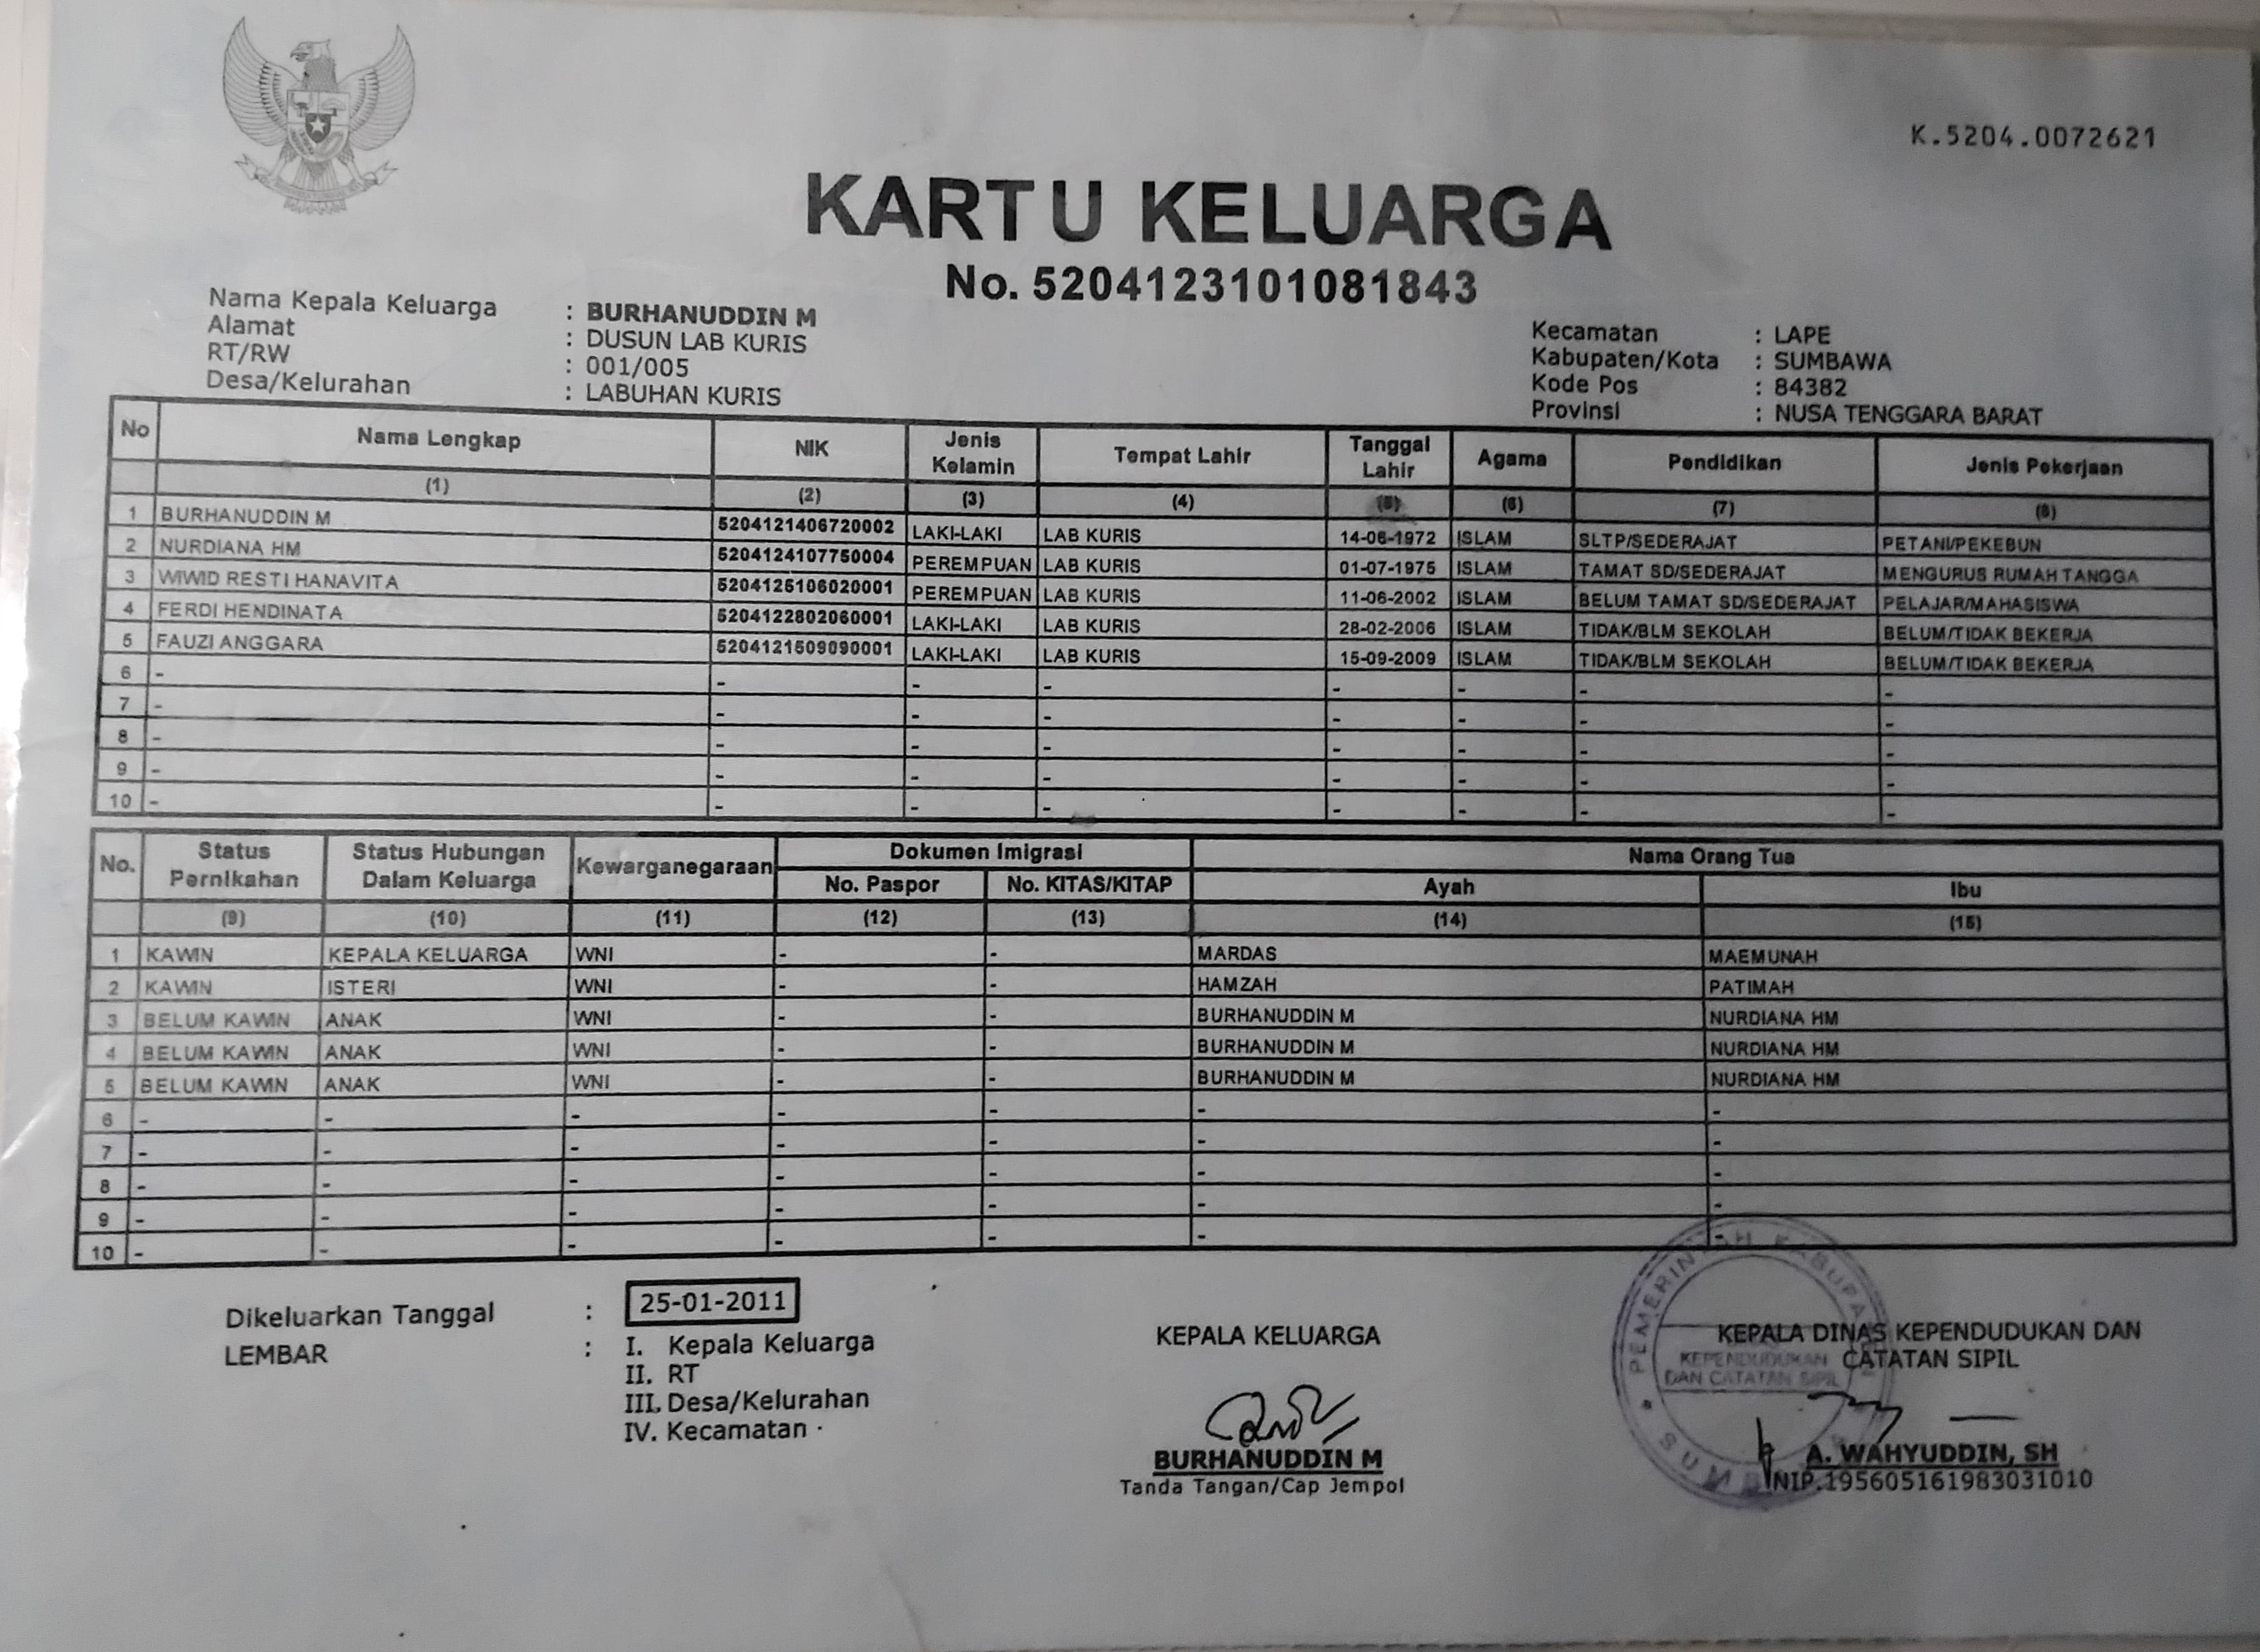 K.5204.0072621
KARTU KELUARGA
No. 5204123101081843
Nama Kepala Keluarga : BURHANUDDIN M
Alamat : DUSUN LAB KURIS
RT/RW : 001/005
Desa/Kelurahan : LABUHAN KURIS
Kecamatan : LAPE
Kabupaten/Kota : SUMBAWA
Kode Pos : 84382
Provinsi : NUSA TENGGARA BARAT
No Nama Lengkap NIK Jenis Kelamin Tempat Lahir Tanggal Lahir Agama Pendidikan Jenis Pekerjaan
(1) (2) (3) (4) (5) (6) (7) (8)
1 BURHANUDDIN M 5204121406720002 LAKI-LAKI LAB KURIS 14-06-1972 ISLAM SLTP/SEDERAJAT PETANI/PEKEBUN
2 NURDIANA HM 5204124107750004 PEREMPUAN LAB KURIS 01-07-1975 ISLAM TAMAT SD/SEDERAJAT MENGURUS RUMAH TANGGA
3 WIWID RESTI HANAVITA 5204125106020001 PEREMPUAN LAB KURIS 11-06-2002 ISLAM BELUM TAMAT SD/SEDERAJAT PELAJAR/MAHASISWA
4 FERDI HENDINATA 5204122802060001 LAKI-LAKI LAB KURIS 28-02-2006 ISLAM TIDAK/BLM SEKOLAH BELUM/TIDAK BEKERJA
5 FAUZI ANGGARA 5204121509090001 LAKI-LAKI LAB KURIS 15-09-2009 ISLAM TIDAK/BLM SEKOLAH BELUM/TIDAK BEKERJA
6 - - - - - - - -
7 - - - - - - - -
8 - - - - - - - -
9 - - - - - - - -
10 - - - - - - - -
No. Status Pernikahan Status Hubungan Dalam Keluarga Kewarganegaraan Dokumen Imigrasi Nama Orang Tua
No. Paspor No. KITAS/KITAP Ayah Ibu
(9) (10) (11) (12) (13) (14) (15)
1 KAWIN KEPALA KELUARGA WNI - - MARDAS MAEMUNAH
2 KAWIN ISTERI WNI - - HAMZAH PATIMAH
3 BELUM KAWIN ANAK WNI - - BURHANUDDIN M NURDIANA HM
4 BELUM KAWIN ANAK WNI - - BURHANUDDIN M NURDIANA HM
5 BELUM KAWIN ANAK WNI - - BURHANUDDIN M NURDIANA HM
6 - - - - - - -
7 - - - - - - -
8 - - - - - - -
9 - - - - - - -
10 - - - - - - -
Dikeluarkan Tanggal : 25-01-2011
LEMBAR : I. Kepala Keluarga
II. RT
III. Desa/Kelurahan
IV. Kecamatan
KEPALA KELUARGA
BURHANUDDIN M
Tanda Tangan/Cap Jempol
KEPALA DINAS KEPENDUDUKAN DAN
CATATAN SIPIL
PEMERINTAH KABUPATEN
KEPENDUDUKAN
DAN CATATAN SIPIL
A. WAHYUDDIN, SH
NIP.195605161983031010